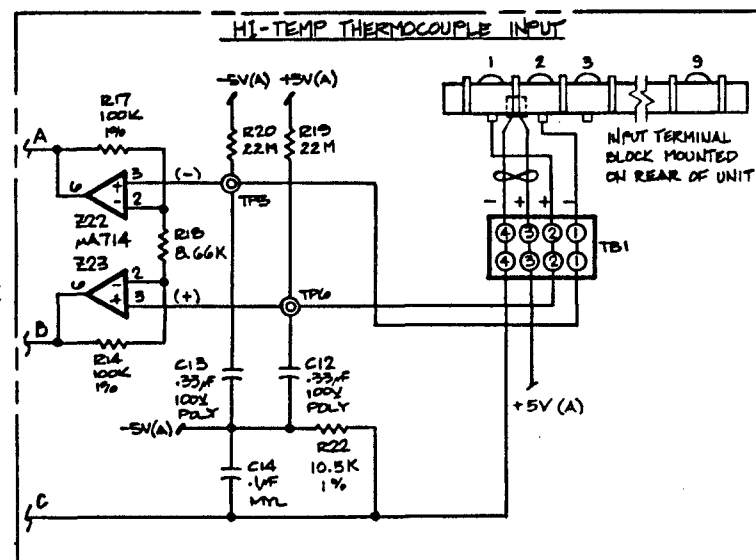 HI-TEMP THERMOCOUPLE INPUT
-5V(A) +5V(A)
1 2 3 9
R17
100K
1%
R20
22M
R19
22M
INPUT TERMINAL
BLOCK MOUNTED
ON REAR OF UNIT
A
6
+ 3 (-)
- 2
TP5
Z22
µA714
R18
8.66K
- + + -
4 3 2 1
4 3 2 1
TB1
Z23
6
- 2
+ 3 (+)
TP6
B
R14
100K
1%
C13
.33µF
100V
POLY
C12
.33µF
100V
POLY
+5V(A)
-5V(A)
R22
10.5K
1%
C14
.1µF
MYL
C